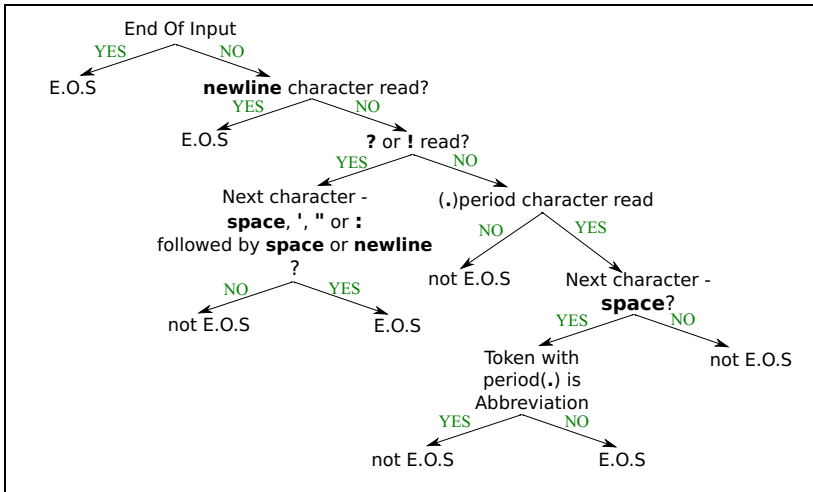 End Of Input
YES
NO
E.O.S
newline character read?
YES
NO
E.O.S
? or ! read?
YES
NO
Next character -
space, ', " or :
followed by space or newline
?
(.)period character read
NO
YES
not E.O.S
Next character -
space?
NO
YES
not E.O.S
E.O.S
YES
NO
Token with
period(.) is
Abbreviation
not E.O.S
YES
NO
not E.O.S
E.O.S